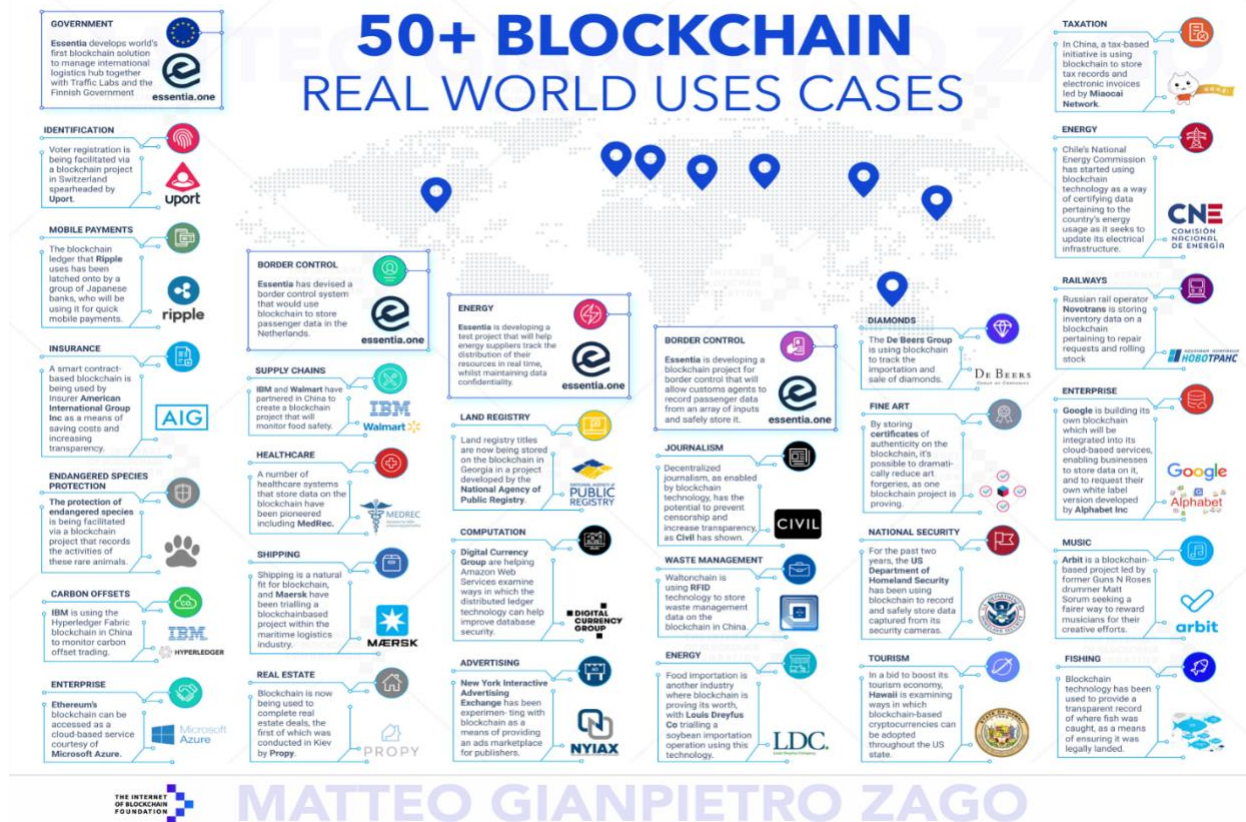 50+ BLOCKCHAIN
REAL WORLD USES CASES
GOVERNMENT
Essentia develops world's
first blockchain solution
to manage international
logistics hub together
with Traffic Labs and the
Finnish Government
essentia.one
IDENTIFICATION
Voter registration is
being facilitated via
a blockchain project
in Switzerland
spearheaded by
Uport.
uport
MOBILE PAYMENTS
The blockchain
ledger that Ripple
uses has been
latched onto by a
group of Japanese
banks, who will be
using it for quick
mobile payments.
ripple
INSURANCE
A smart contract-
based blockchain is
being used by
Insurer American
International Group
Inc as a means of
saving costs and
increasing
transparency.
AIG
ENDANGERED SPECIES
PROTECTION
The protection of
endangered species
is being facilitated
via a blockchain
project that records
the activities of
these rare animals.
CARBON OFFSETS
IBM is using the
Hyperledger Fabric
blockchain in China
to monitor carbon
offset trading.
IBM
HYPERLEDGER
ENTERPRISE
Ethereum's
blockchain can be
accessed as a
cloud-based service
courtesy of
Microsoft Azure.
Microsoft
Azure
BORDER CONTROL
Essentia has devised a
border control system
that would use
blockchain to store
passenger data in the
Netherlands.
essentia.one
SUPPLY CHAINS
IBM and Walmart have
partnered in China to
create a blockchain
project that will
monitor food safety.
IBM
Walmart
HEALTHCARE
A number of
healthcare systems
that store data on the
blockchain have
been pioneered
including MedRec.
MEDREC
SHIPPING
Shipping is a natural
fit for blockchain,
and Maersk have
been trialling a
blockchainbased
project within the
maritime logistics
industry.
MÆRSK
REAL ESTATE
Blockchain is now
being used to
complete real
estate deals, the
first of which was
conducted in Kiev
by Propy.
PROPY
ENERGY
Essentia is developing a
test project that will help
energy suppliers track the
distribution of their
resources in real time,
whilst maintaining data
confidentiality.
essentia.one
LAND REGISTRY
Land registry titles
are now being stored
on the blockchain in
Georgia in a project
developed by the
National Agency of
Public Registry.
NATIONAL AGENCY OF
PUBLIC
REGISTRY
COMPUTATION
Digital Currency
Group are helping
Amazon Web
Services examine
ways in which the
distributed ledger
technology can help
improve database
security.
DIGITAL
CURRENCY
GROUP
ADVERTISING
New York Interactive
Advertising
Exchange has been
experimen- ting with
blockchain as a
means of providing
an ads marketplace
for publishers.
NYIAX
BORDER CONTROL
Essentia is developing a
blockchain project for
border control that will
allow customs agents to
record passenger data
from an array of inputs
and safely store it.
essentia.one
JOURNALISM
Decentralized
journalism, as enabled
by blockchain
technology, has the
potential to prevent
censorship and
increase transparency,
as Civil has shown.
CIVIL
WASTE MANAGEMENT
Waltonchain is
using RFID
technology to store
waste management
data on the
blockchain in China.
ENERGY
Food importation is
another industry
where blockchain is
proving its worth,
with Louis Dreyfus
Co trialling a
soybean importation
operation using this
technology.
LDC.
DIAMONDS
The De Beers Group
is using blockchain
to track the
importation and
sale of diamonds.
DE BEERS
GROUP OF COMPANIES
FINE ART
By storing
certificates of
authenticity on the
blockchain, it's
possible to dramati-
cally reduce art
forgeries, as one
blockchain project is
proving.
NATIONAL SECURITY
For the past two
years, the US
Department of
Homeland Security
has been using
blockchain to record
and safely store data
captured from its
security cameras.
TOURISM
In a bid to boost its
tourism economy,
Hawaii is examining
ways in which
blockchain-based
cryptocurrencies can
be adopted
throughout the US
state.
TAXATION
In China, a tax-based
initiative is using
blockchain to store
tax records and
electronic invoices
led by Miaocai
Network.
ENERGY
Chile's National
Energy Commission
has started using
blockchain
technology as a way
of certifying data
pertaining to the
country's energy
usage as it seeks to
update its electrical
infrastructure.
CNE
COMISIÓN
NACIONAL
DE ENERGÍA
RAILWAYS
Russian rail operator
Novotrans is storing
inventory data on a
blockchain
pertaining to repair
requests and rolling
stock
НОВОТРАНС
ENTERPRISE
Google is building its
own blockchain
which will be
integrated into its
cloud-based services,
enabling businesses
to store data on it,
and to request their
own white label
version developed
by Alphabet Inc
Google
Alphabet
MUSIC
Arbit is a blockchain-
based project led by
former Guns N Roses
drummer Matt
Sorum seeking a
fairer way to reward
musicians for their
creative efforts.
arbit
FISHING
Blockchain
technology has been
used to provide a
transparent record
of where fish was
caught, as a means
of ensuring it was
legally landed.
THE INTERNET
OF BLOCKCHAIN
FOUNDATION
MATTEO GIANPIETRO ZAGO